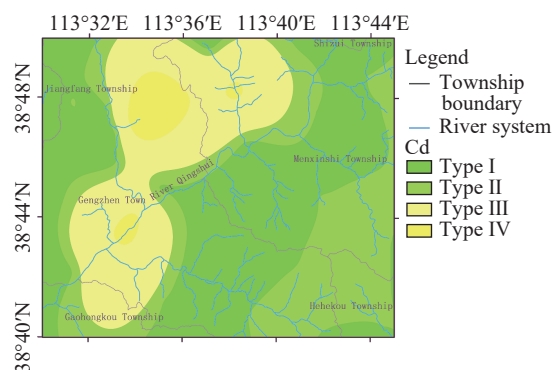 113°32′E 113°36′E 113°40′E 113°44′E
38°48′N
38°44′N
38°40′N
Shizui Township
Jiangfang Township
Menxinshi Township
River Qingshui
Gengzhen Town
Hehekou Township
Gaohongkou Township
Legend
Township
boundary
River system
Cd
Type I
Type II
Type III
Type IV